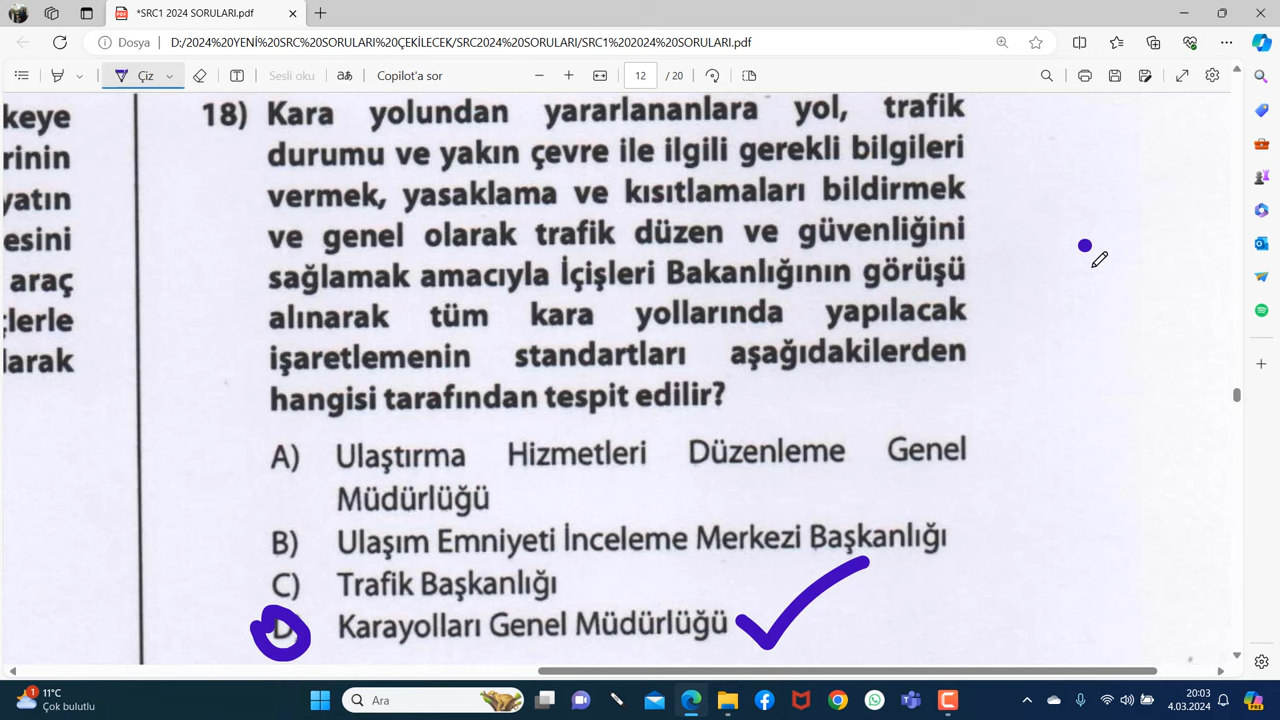 *SRC1 2024 SORULARI.pdf
Dosya D:/2024%20YENİ%20SRC%20SORULARI%20ÇEKİLECEK/SRC2024%20SORULARI/SRC1%202024%20SORULARI.pdf
Çiz
Sesli oku
aあ
Copilot'a sor
12 / 20
keye
rinin
yatın
esini
araç
çlerle
larak
18) Kara yolundan yararlananlara yol, trafik
durumu ve yakın çevre ile ilgili gerekli bilgileri
vermek, yasaklama ve kısıtlamaları bildirmek
ve genel olarak trafik düzen ve güvenliğini
sağlamak amacıyla İçişleri Bakanlığının görüşü
alınarak tüm kara yollarında yapılacak
işaretlemenin standartları aşağıdakilerden
hangisi tarafından tespit edilir?
A) Ulaştırma Hizmetleri Düzenleme Genel
Müdürlüğü
B) Ulaşım Emniyeti İnceleme Merkezi Başkanlığı
C) Trafik Başkanlığı
D) Karayolları Genel Müdürlüğü
1
11°C
Çok bulutlu
Ara
20:03
4.03.2024